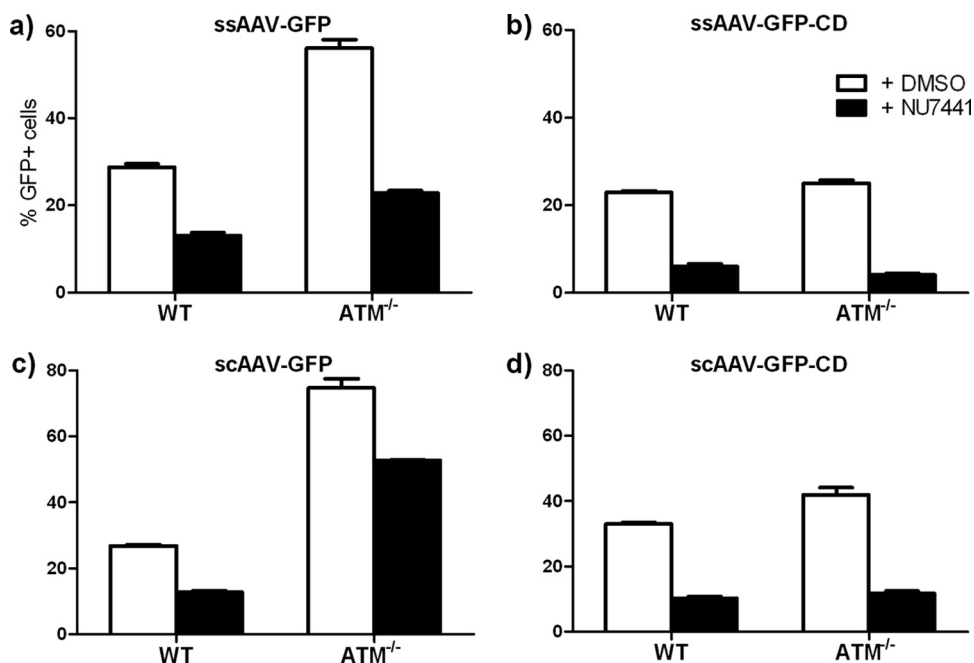 a) ssAAV-GFP
% GFP+ cells
60
40
20
0
WT ATM-/-
b) ssAAV-GFP-CD
60
40
20
0
+ DMSO
+ NU7441
WT ATM-/-
c) scAAV-GFP
80
60
40
20
0
WT ATM-/-
d) scAAV-GFP-CD
80
60
40
20
0
WT ATM-/-